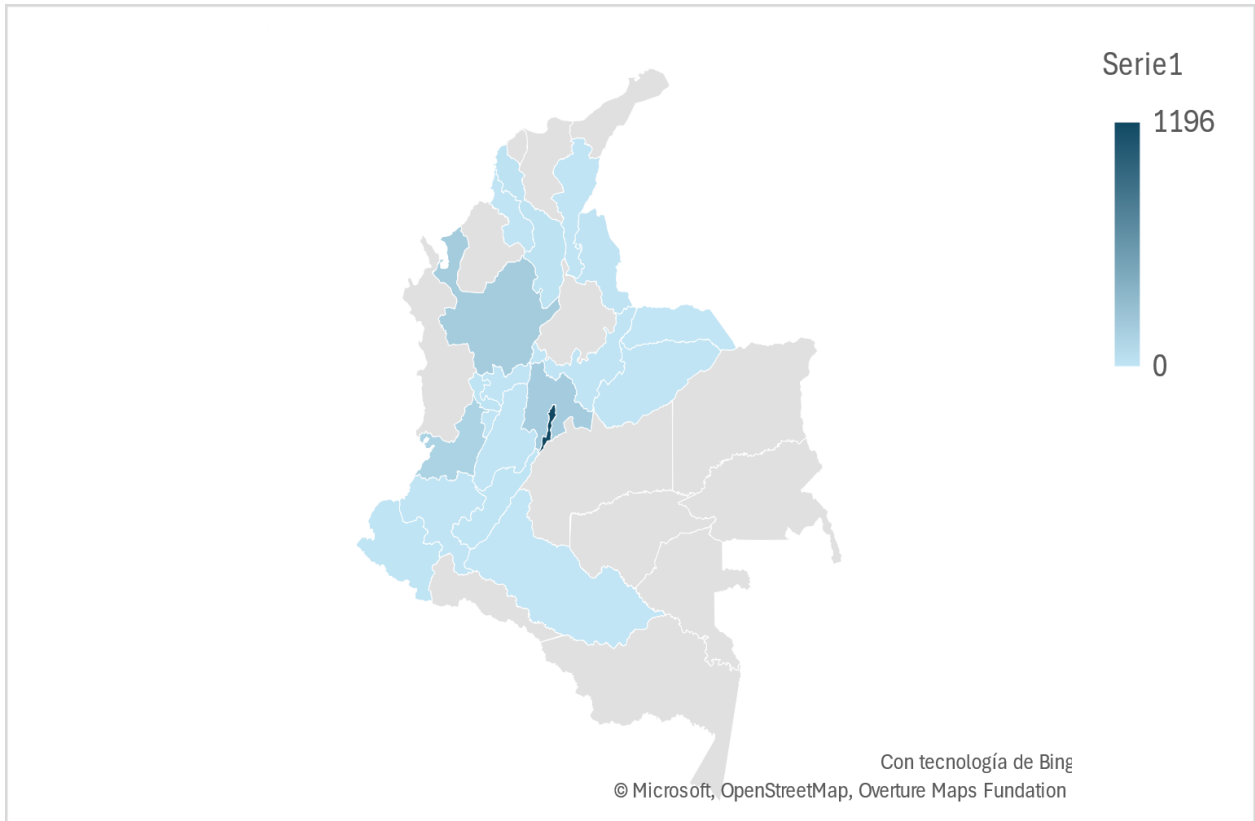 Serie1
1196
0
Con tecnología de Bing
© Microsoft, OpenStreetMap, Overture Maps Fundation